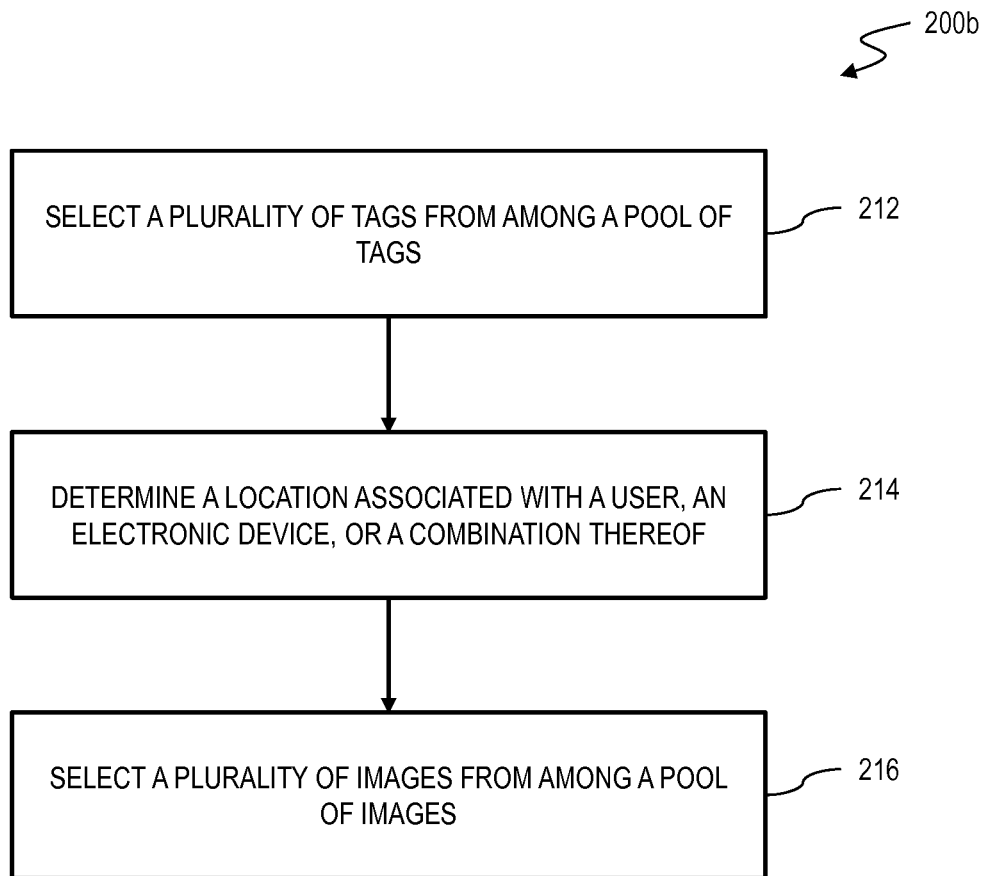 200b
SELECT A PLURALITY OF TAGS FROM AMONG A POOL OF
TAGS
212
DETERMINE A LOCATION ASSOCIATED WITH A USER, AN
ELECTRONIC DEVICE, OR A COMBINATION THEREOF
214
SELECT A PLURALITY OF IMAGES FROM AMONG A POOL
OF IMAGES
216